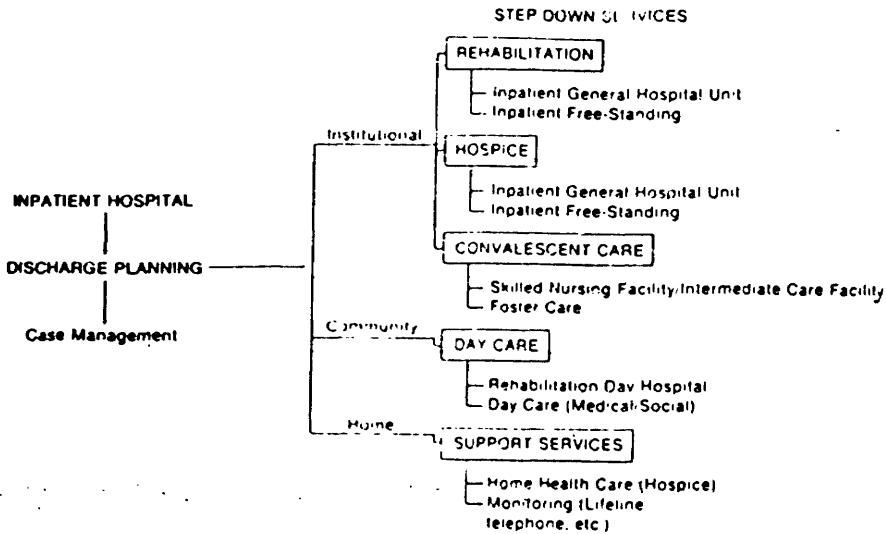 STEP DOWN SERVICES
REHABILITATION
Inpatient General Hospital Unit
Inpatient Free-Standing
Institutional
HOSPICE
INPATIENT HOSPITAL
Inpatient General Hospital Unit
Inpatient Free-Standing
CONVALESCENT CARE
DISCHARGE PLANNING
Skilled Nursing Facility/Intermediate Care Facility
Foster Care
Community
Case Management
DAY CARE
Rehabilitation Day Hospital
Day Care (Medical/Social)
Home
SUPPORT SERVICES
Home Health Care (Hospice)
Monitoring (Lifeline
telephone, etc.)